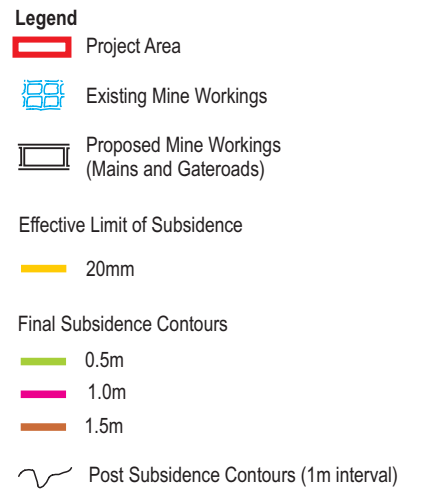 Legend
Project Area
Existing Mine Workings
Proposed Mine Workings
(Mains and Gateroads)
Effective Limit of Subsidence
20mm
Final Subsidence Contours
0.5m
1.0m
1.5m
Post Subsidence Contours (1m interval)